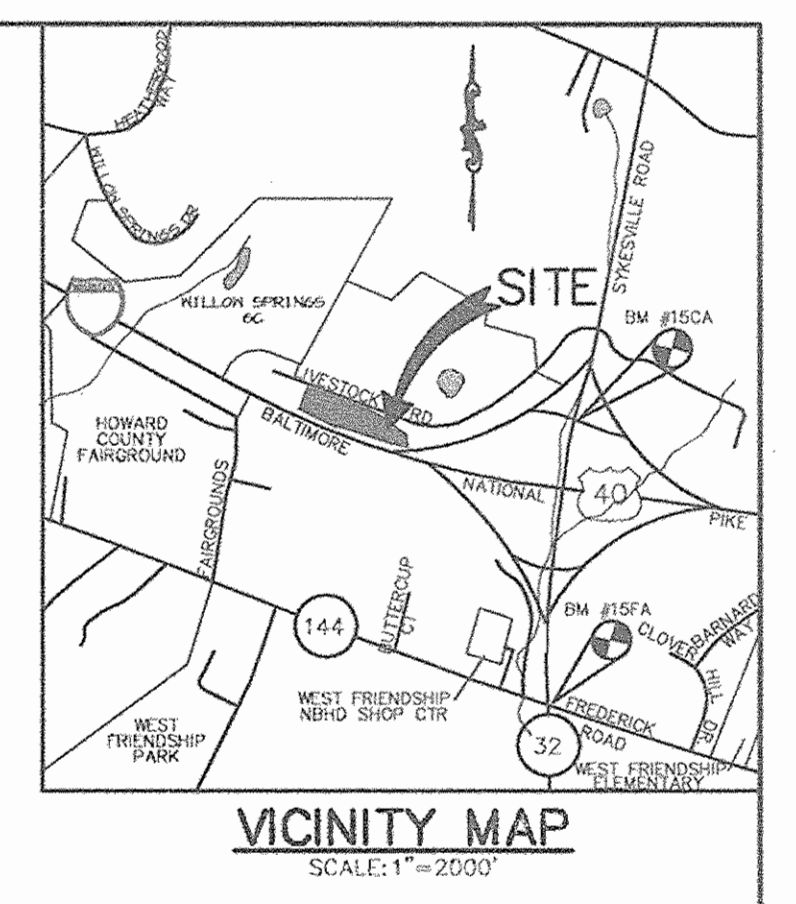 HEATHERWOOD
WAY
WILLOW SPRINGS DR
SYKESVILLE ROAD
SITE
BM #15CA
WILLOW SPRINGS
GC
LIVESTOCK RD
BALTIMORE
NATIONAL
40
PIKE
HOWARD
COUNTY
FAIRGROUND
FAIRGROUNDS
BUTTERCUP
CT
144
BM #15FA
CLOVER
HILL DR
BARNARD
WAY
WEST FRIENDSHIP
NBHD SHOP CTR
FREDERICK
ROAD
WEST
FRIENDSHIP
PARK
32
WEST FRIENDSHIP
ELEMENTARY
VICINITY MAP
SCALE: 1"=2000'